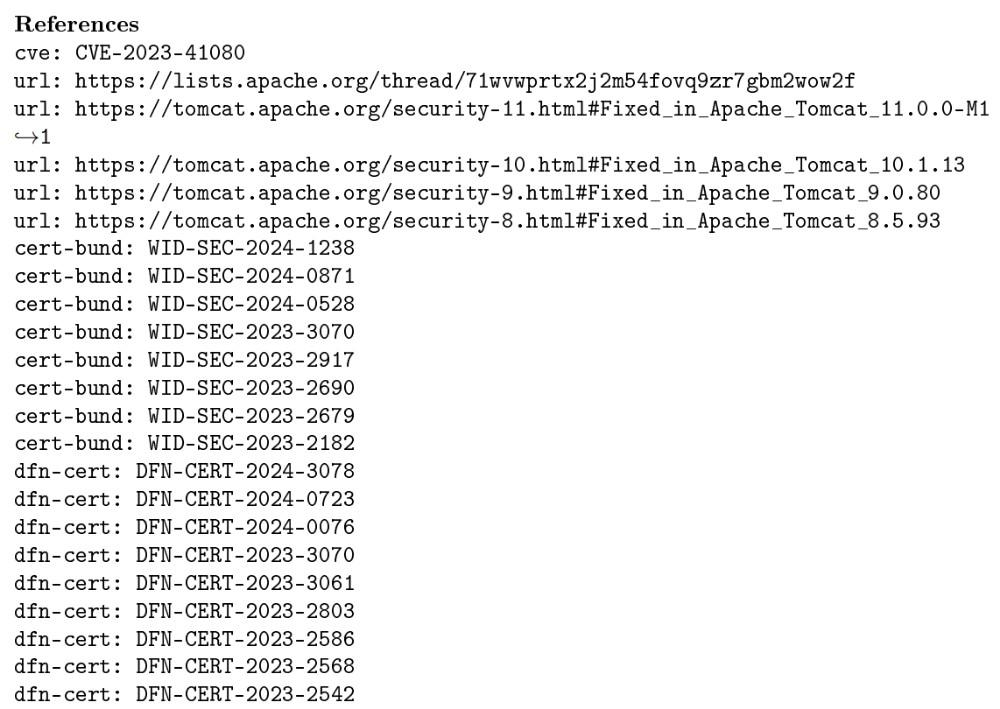 References
cve: CVE-2023-41080
url: https://lists.apache.org/thread/71wvwprtx2j2m54fovq9zr7gbm2wow2f
url: https://tomcat.apache.org/security-11.html#Fixed_in_Apache_Tomcat_11.0.0-M1
↪1
url: https://tomcat.apache.org/security-10.html#Fixed_in_Apache_Tomcat_10.1.13
url: https://tomcat.apache.org/security-9.html#Fixed_in_Apache_Tomcat_9.0.80
url: https://tomcat.apache.org/security-8.html#Fixed_in_Apache_Tomcat_8.5.93
cert-bund: WID-SEC-2024-1238
cert-bund: WID-SEC-2024-0871
cert-bund: WID-SEC-2024-0528
cert-bund: WID-SEC-2023-3070
cert-bund: WID-SEC-2023-2917
cert-bund: WID-SEC-2023-2690
cert-bund: WID-SEC-2023-2679
cert-bund: WID-SEC-2023-2182
dfn-cert: DFN-CERT-2024-3078
dfn-cert: DFN-CERT-2024-0723
dfn-cert: DFN-CERT-2024-0076
dfn-cert: DFN-CERT-2023-3070
dfn-cert: DFN-CERT-2023-3061
dfn-cert: DFN-CERT-2023-2803
dfn-cert: DFN-CERT-2023-2586
dfn-cert: DFN-CERT-2023-2568
dfn-cert: DFN-CERT-2023-2542